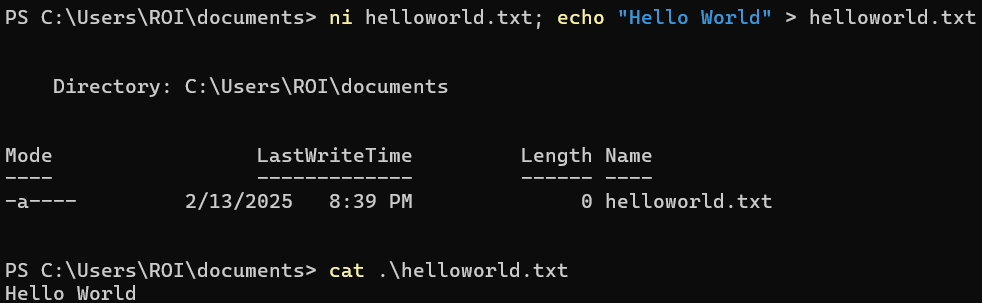 PS C:\Users\ROI\documents> ni helloworld.txt; echo "Hello World" > helloworld.txt
Directory: C:\Users\ROI\documents
Mode LastWriteTime Length Name
---- ------------- ------ ----
-a---- 2/13/2025 8:39 PM 0 helloworld.txt
PS C:\Users\ROI\documents> cat .\helloworld.txt
Hello World